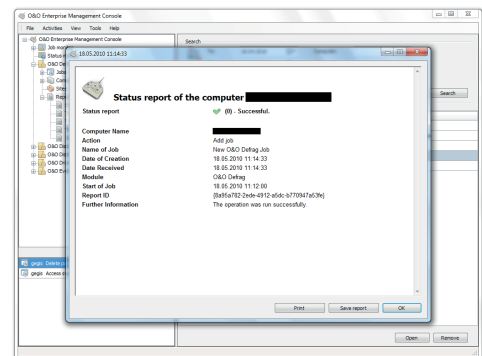 O&O Enterprise Management Console
File Activities View Tools Help
O&O Enterprise Management Console
Search
Job monitor
18.05.2010 11:14:33
Status report of the computer
Status report (0) . Successful.
Computer Name
Action Add job
Name of Job New O&O Defrag Job
Date of Creation 18.05.2010 11:14:33
Date Received 18.05.2010 11:14:33
Module O&O Defrag
Start of Job 18.05.2010 11:12:00
Report ID {8a95a782-2ede-4912-a5dc-b770947a53fe}
Further Information The operation was run successfully.
Search
Print Save report OK
Open Remove